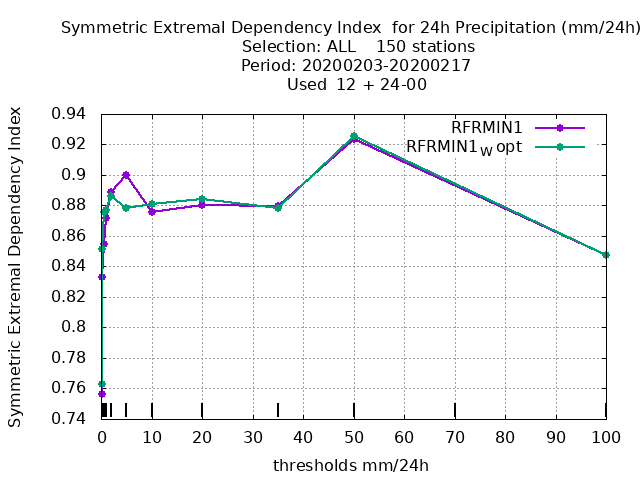 Symmetric Extremal Dependency Index for 24h Precipitation (mm/24h)
Selection: ALL 150 stations
Period: 20200203-20200217
Used 12 + 24-00
RFRMIN1
RFRMIN1W opt
Symmetric Extremal Dependency Index
0.94
0.92
0.9
0.88
0.86
0.84
0.82
0.8
0.78
0.76
0.74
0 10 20 30 40 50 60 70 80 90 100
thresholds mm/24h